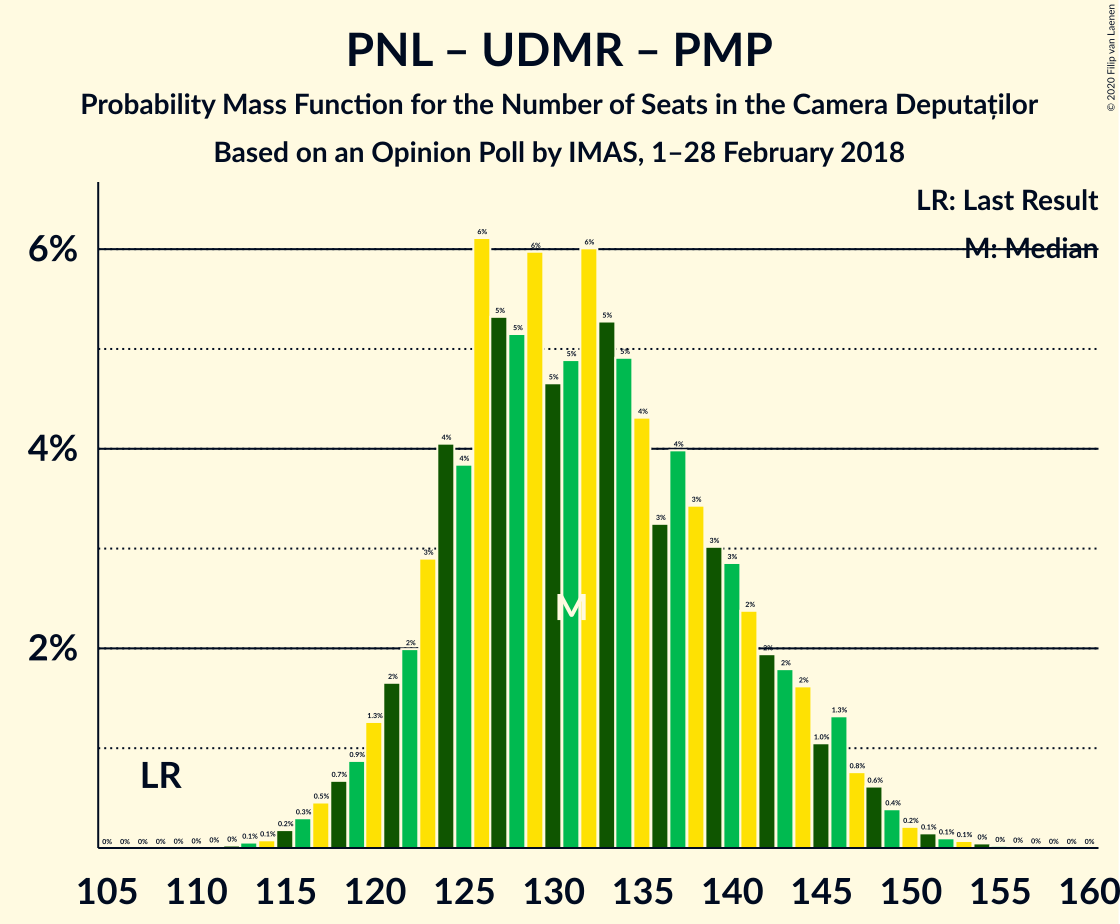 © 2020 Filip van Laenen
PNL – UDMR – PMP
Probability Mass Function for the Number of Seats in the Camera Deputaților
Based on an Opinion Poll by IMAS, 1–28 February 2018
LR: Last Result
M: Median
6%
4%
2%
LR
M
0% 0% 0% 0% 0% 0% 0% 0% 0.1% 0.1% 0.2% 0.3% 0.5% 0.7% 0.9% 1.3% 2% 2% 3% 4% 4% 6% 5% 5% 6% 5% 5% 6% 5% 5% 4% 3% 4% 3% 3% 3% 2% 2% 2% 2% 1.0% 1.3% 0.8% 0.6% 0.4% 0.2% 0.1% 0.1% 0.1% 0% 0% 0% 0% 0% 0% 0%
105 110 115 120 125 130 135 140 145 150 155 160